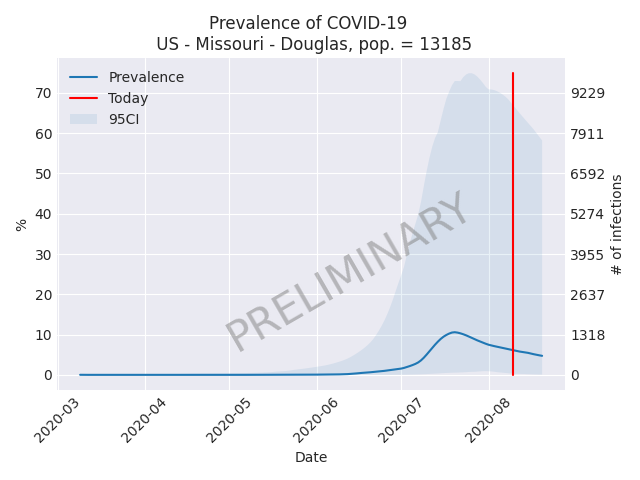 Prevalence of COVID-19
US - Missouri - Douglas, pop. = 13185
Prevalence
Today
95CI
70
60
50
40
30
20
10
0
%
9229
7911
6592
5274
3955
2637
1318
0
# of infections
PRELIMINARY
2020-03
2020-04
2020-05
2020-06
2020-07
2020-08
Date